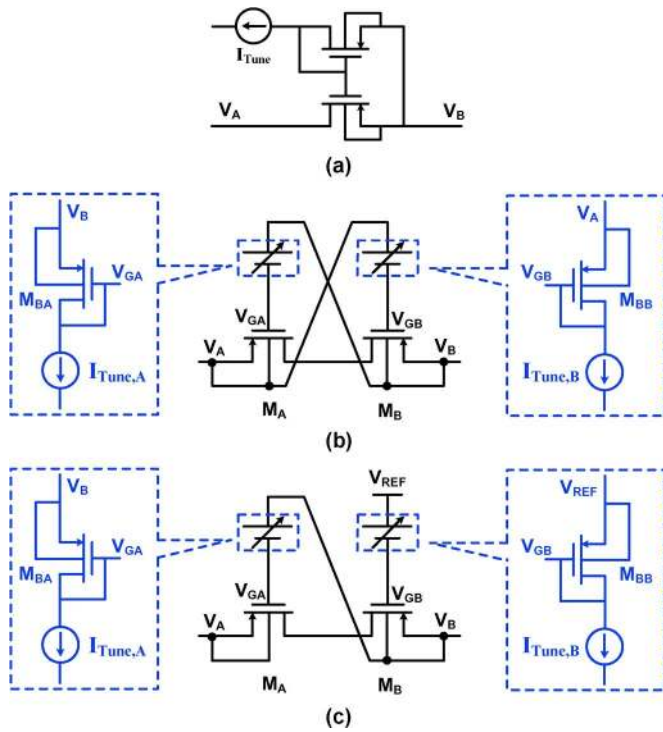 I_Tune
V_A V_B
(a)
V_B V_A
V_GA V_GB
M_BA M_BB
V_GA V_GB
V_A V_B
I_Tune,A I_Tune,B
M_A M_B
(b)
V_REF
V_B V_REF
V_GA V_GB
M_BA M_BB
V_GA V_GB
V_A V_B
I_Tune,A I_Tune,B
M_A M_B
(c)